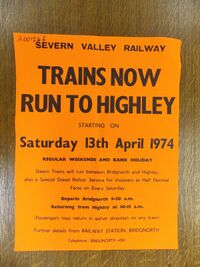 SEVERN VALLEY RAILWAY
TRAINS NOW
RUN TO HIGHLEY
STARTING ON
Saturday 13th April 1974
REGULAR WEEKENDS AND BANK HOLIDAY
Steam Trains will run between Bridgnorth and Highley,
also a Special Diesel Railcar Service for shoppers at Half Normal
Fares on Every Saturday.
Departs Bridgnorth 9-30 a.m.
Returning from Highley at 10-15 a.m.
(Passengers may return in either direction on any train)
Further details from RAILWAY STATION, BRIDGNORTH
Telephone: BRIDGNORTH